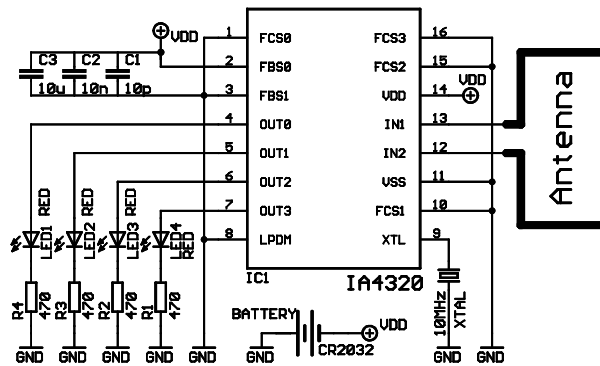 VDD
C3 C2 C1
10u 10n 10p
1 FCS0
2 FBS0
3 FBS1
4 OUT0
5 OUT1
6 OUT2
7 OUT3
8 LPDM
FCS3 16
FCS2 15
VDD 14
VDD
IN1 13
IN2 12
VSS 11
FCS1 10
XTL 9
IC1
IA4320
Antenna
LED1 RED
LED2 RED
LED3 RED
LED4 RED
R4 470
R3 470
R2 470
R1 470
10MHz XTAL
BATTERY
VDD
CR2032
GND GND GND GND GND GND GND GND